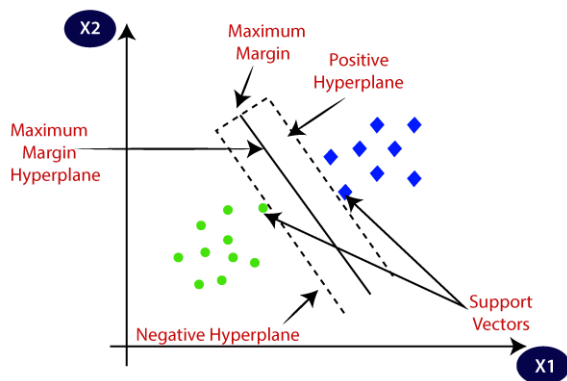 X2
Maximum
Margin
Positive
Hyperplane
Maximum
Margin
Hyperplane
Negative Hyperplane
Support
Vectors
X1